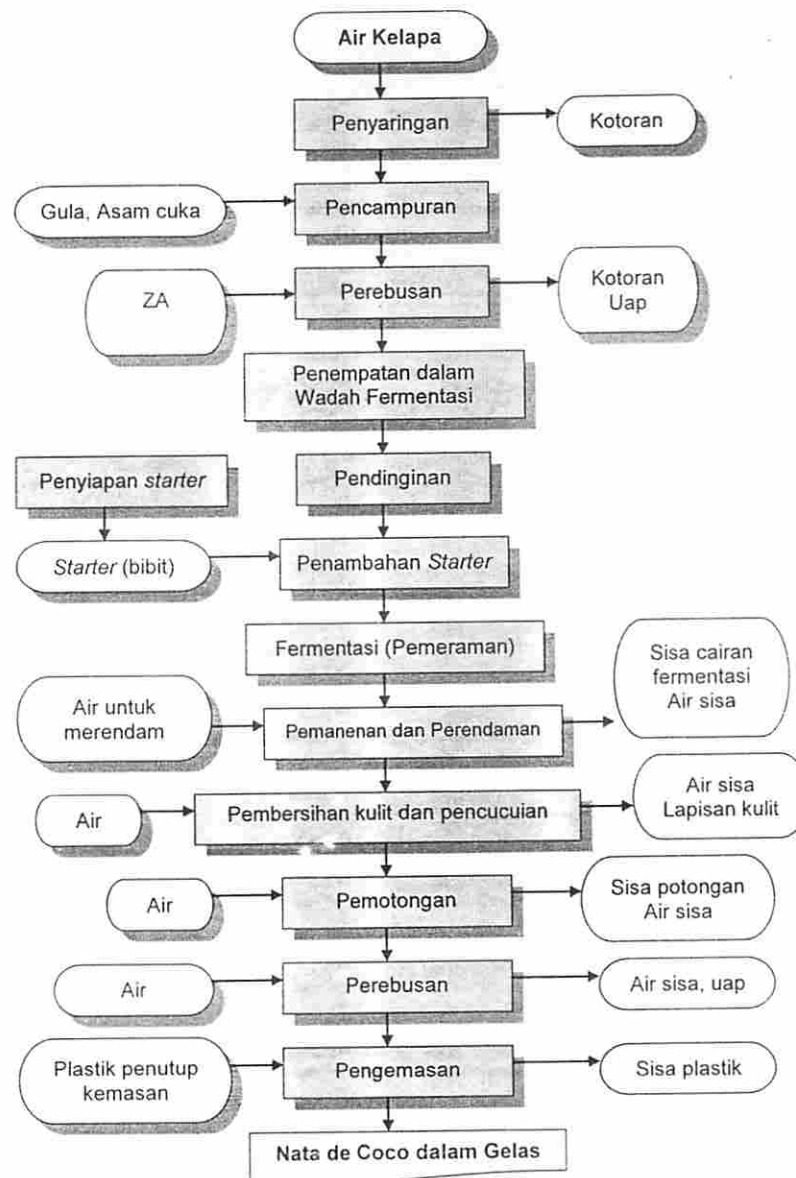 Air Kelapa
Penyaringan
Kotoran
Gula, Asam cuka
Pencampuran
ZA
Perebusan
Kotoran
Uap
Penempatan dalam
Wadah Fermentasi
Penyiapan starter
Pendinginan
Starter (bibit)
Penambahan Starter
Fermentasi (Pemeraman)
Sisa cairan
fermentasi
Air sisa
Air untuk
merendam
Pemanenan dan Perendaman
Air
Pembersihan kulit dan pencucuian
Air sisa
Lapisan kulit
Air
Pemotongan
Sisa potongan
Air sisa
Air
Perebusan
Air sisa, uap
Plastik penutup
kemasan
Pengemasan
Sisa plastik
Nata de Coco dalam Gelas